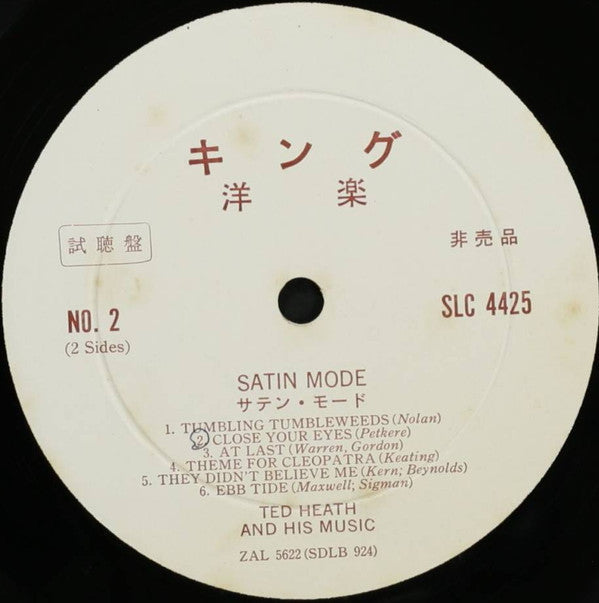 キング
洋楽
試聴盤
非売品
NO. 2
(2 Sides)
SLC 4425
SATIN MODE
サテン・モード
1. TUMBLING TUMBLEWEEDS (Nolan)
2. CLOSE YOUR EYES (Petkere)
3. AT LAST (Warren, Gordon)
4. THEME FOR CLEOPATRA (Keating)
5. THEY DIDN'T BELIEVE ME (Kern; Beynolds)
6. EBB TIDE (Maxwell; Sigman)
TED HEATH
AND HIS MUSIC
ZAL 5622 (SDLB 924)